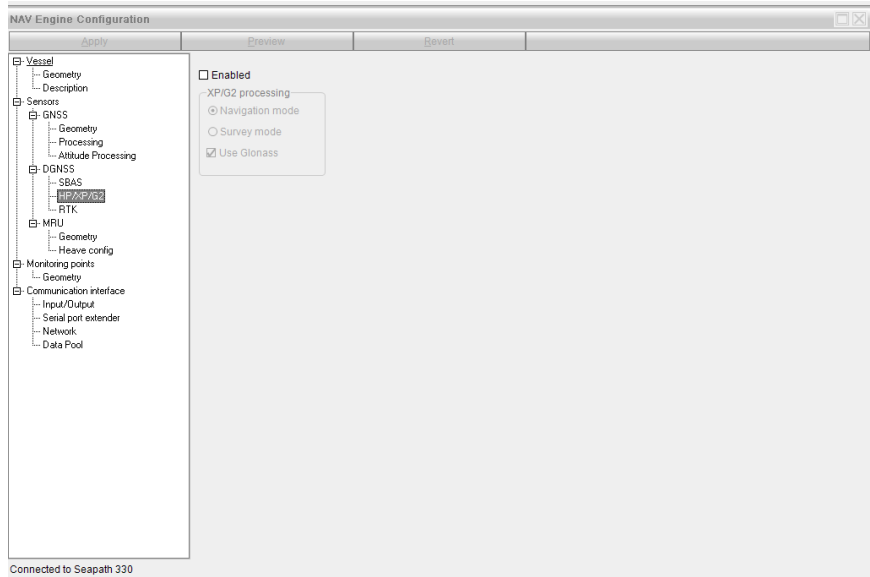 NAV Engine Configuration
Apply Preview Revert
Vessel
Geometry
Description
Sensors
GNSS
Geometry
Processing
Attitude Processing
DGNSS
SBAS
HP/XP/G2
RTK
MRU
Geometry
Heave config
Monitoring points
Geometry
Communication interface
Input/Output
Serial port extender
Network
Data Pool
Enabled
XP/G2 processing
Navigation mode
Survey mode
Use Glonass
Connected to Seapath 330